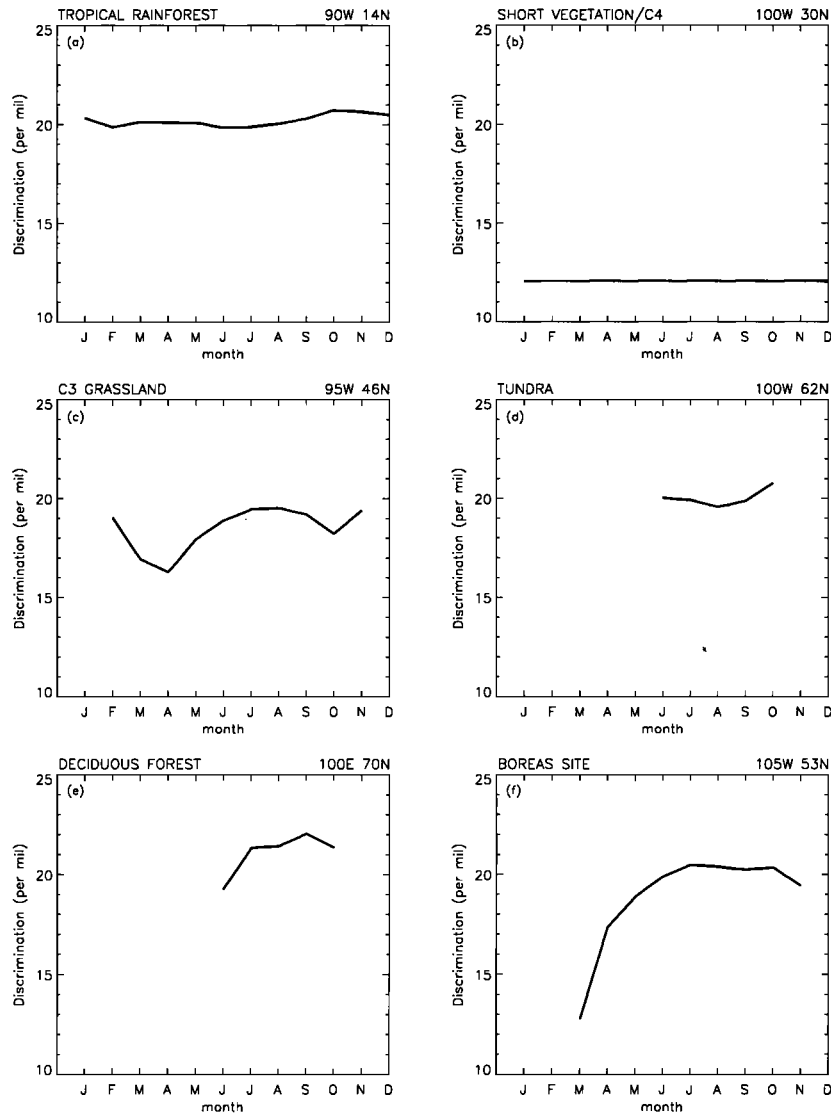 TROPICAL RAINFOREST 90W 14N
(a)
25
20
15
10
Discrimination (per mil)
J F M A M J J A S O N D
month
SHORT VEGETATION/C4 100W 30N
(b)
25
20
15
10
Discrimination (per mil)
J F M A M J J A S O N D
month
C3 GRASSLAND 95W 46N
(c)
25
20
15
10
Discrimination (per mil)
J F M A M J J A S O N D
month
TUNDRA 100W 62N
(d)
25
20
15
10
Discrimination (per mil)
J F M A M J J A S O N D
month
DECIDUOUS FOREST 100E 70N
(e)
25
20
15
10
Discrimination (per mil)
J F M A M J J A S O N D
month
BOREAS SITE 105W 53N
(f)
25
20
15
10
Discrimination (per mil)
J F M A M J J A S O N D
month